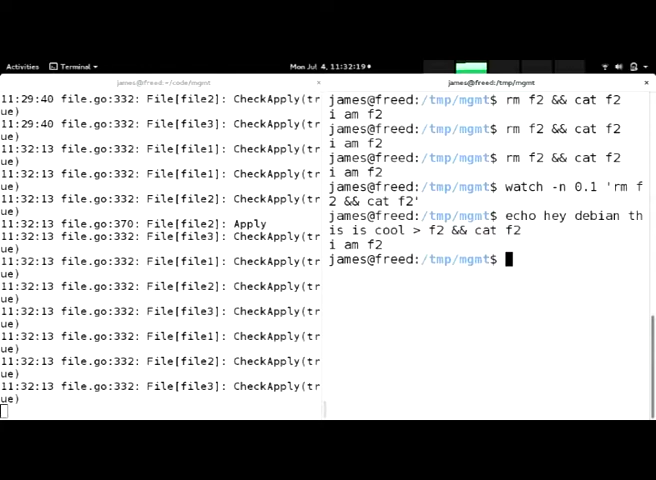 Activities Terminal Mon Jul 4, 11:32:19
james@freed:~/code/mgmt
11:29:40 file.go:332: File[file2]: CheckApply(tr
ue)
11:29:40 file.go:332: File[file3]: CheckApply(tr
ue)
11:32:13 file.go:332: File[file1]: CheckApply(tr
ue)
11:32:13 file.go:332: File[file1]: CheckApply(tr
ue)
11:32:13 file.go:332: File[file2]: CheckApply(tr
ue)
11:32:13 file.go:370: File[file2]: Apply
11:32:13 file.go:332: File[file3]: CheckApply(tr
ue)
11:32:13 file.go:332: File[file1]: CheckApply(tr
ue)
11:32:13 file.go:332: File[file2]: CheckApply(tr
ue)
11:32:13 file.go:332: File[file3]: CheckApply(tr
ue)
11:32:13 file.go:332: File[file1]: CheckApply(tr
ue)
11:32:13 file.go:332: File[file2]: CheckApply(tr
ue)
11:32:13 file.go:332: File[file3]: CheckApply(tr
ue)
james@freed:/tmp/mgmt
james@freed:/tmp/mgmt$ rm f2 && cat f2
i am f2
james@freed:/tmp/mgmt$ rm f2 && cat f2
i am f2
james@freed:/tmp/mgmt$ rm f2 && cat f2
i am f2
james@freed:/tmp/mgmt$ watch -n 0.1 'rm f
2 && cat f2'
james@freed:/tmp/mgmt$ echo hey debian th
is is cool > f2 && cat f2
i am f2
james@freed:/tmp/mgmt$